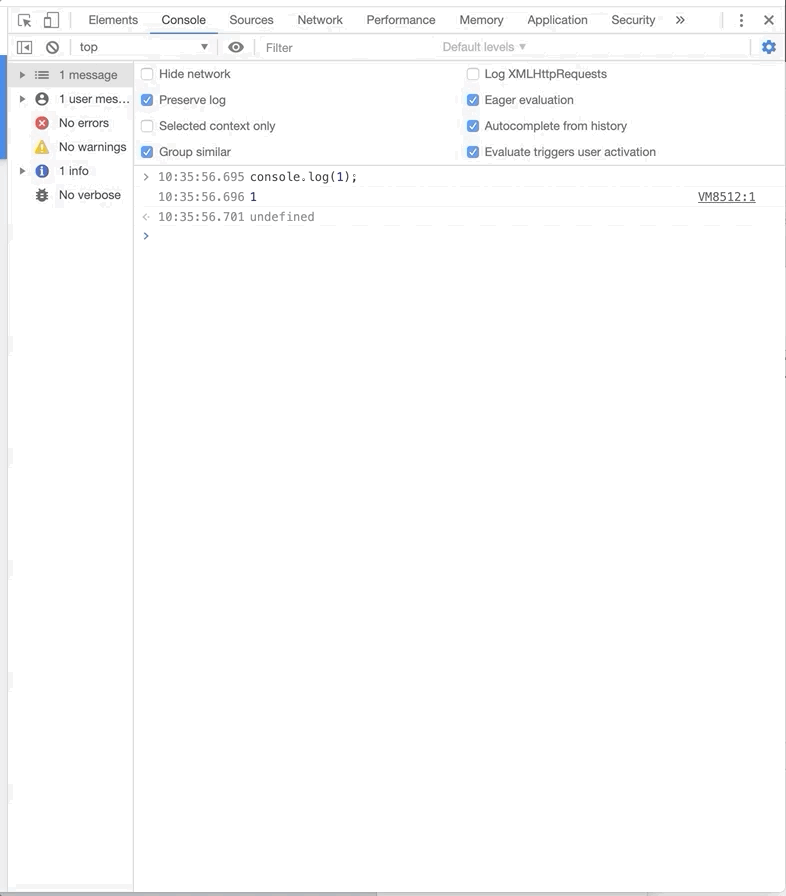 Elements Console Sources Network Performance Memory Application Security »
top ▼ Filter Default levels ▼
1 message
1 user mes...
No errors
No warnings
1 info
No verbose
Hide network Log XMLHttpRequests
Preserve log Eager evaluation
Selected context only Autocomplete from history
Group similar Evaluate triggers user activation
> 10:35:56.695 console.log(1);
10:35:56.696 1 VM8512:1
<· 10:35:56.701 undefined
>